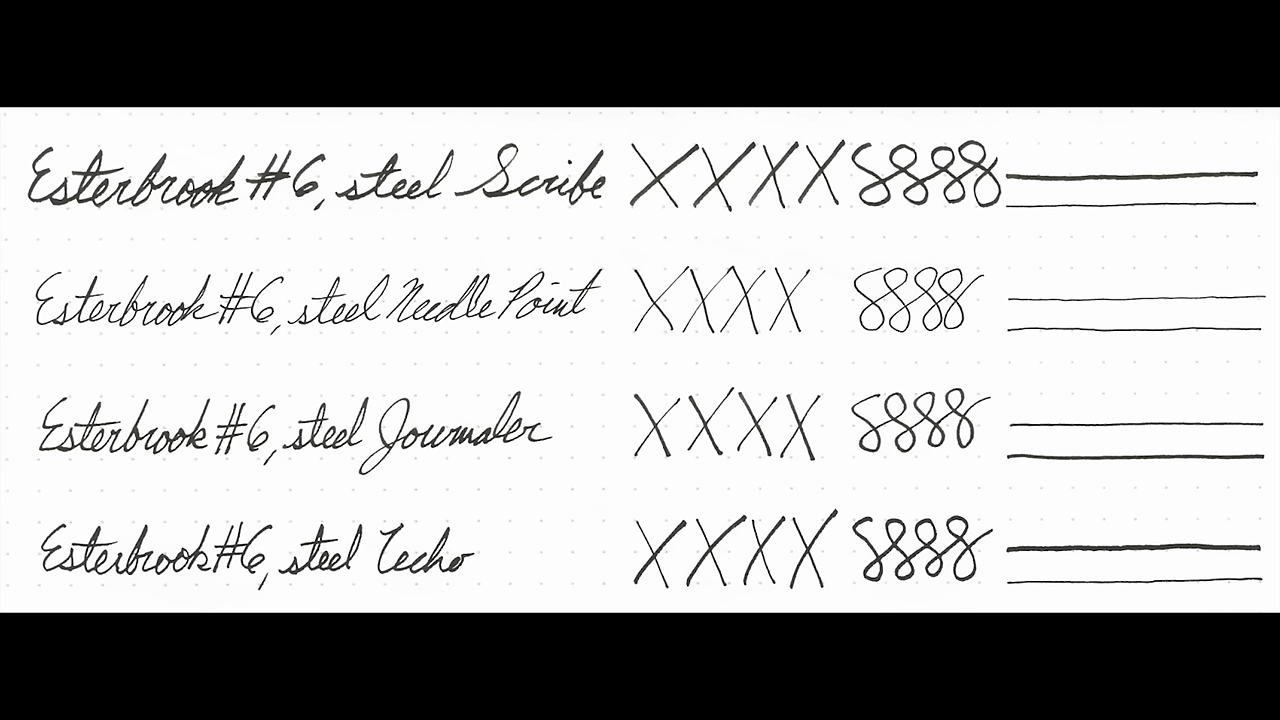 Esterbrook #6, steel Scribe XXXX 8888
Esterbrook #6, steel Needle Point XXXX 8888
Esterbrook #6, steel Journaler XXXX 8888
Esterbrook #6, steel Techo XXXX 8888